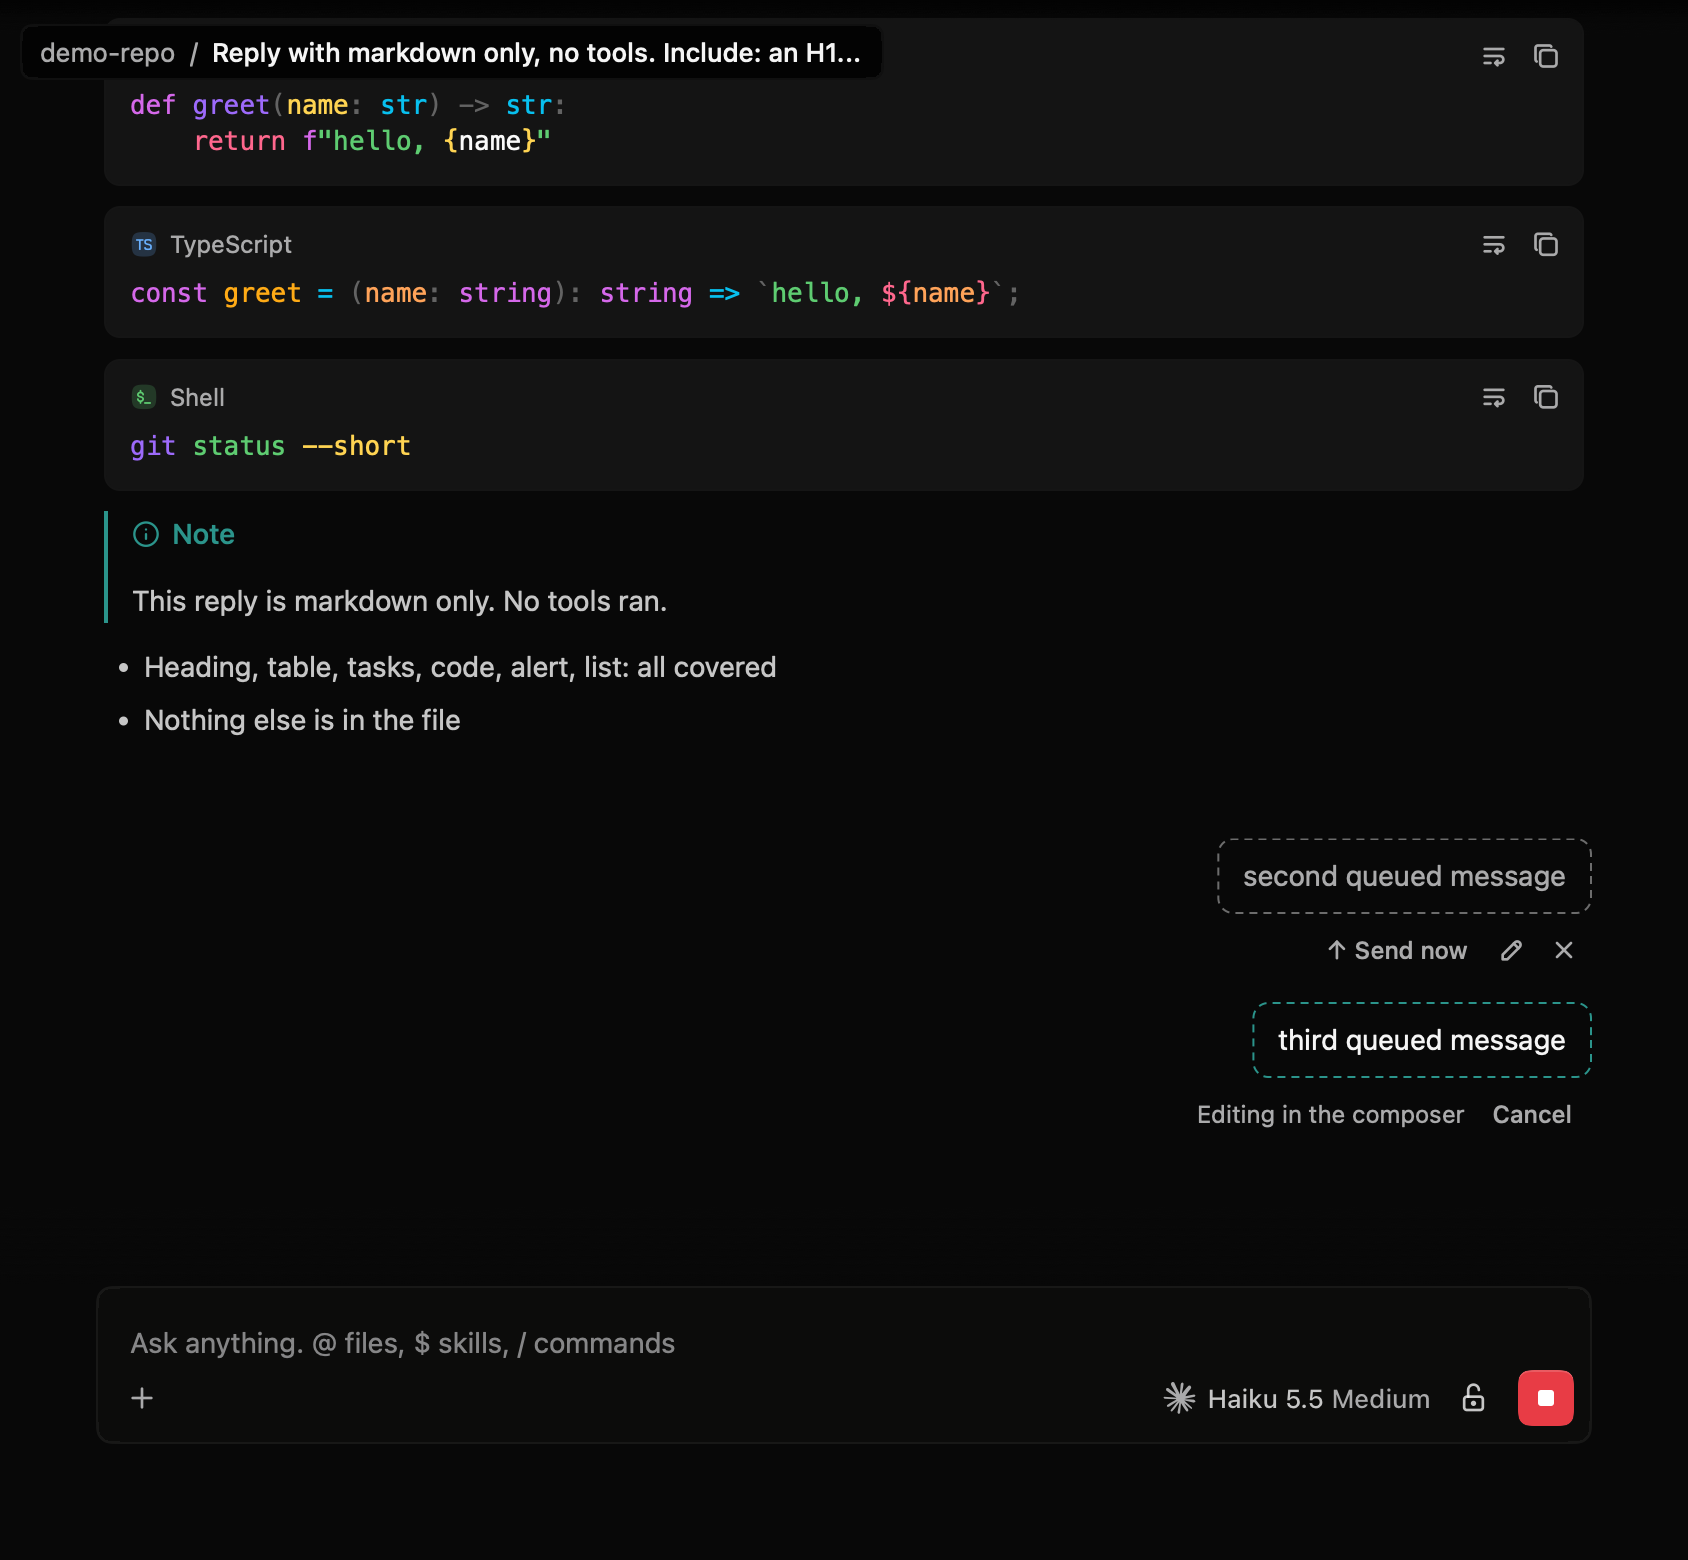 demo-repo / Reply with markdown only, no tools. Include: an H1...
def greet(name: str) -> str:
    return f"hello, {name}"
TS TypeScript
const greet = (name: string): string => `hello, ${name}`;
$_ Shell
git status --short
Note
This reply is markdown only. No tools ran.
• Heading, table, tasks, code, alert, list: all covered
• Nothing else is in the file
second queued message
↑ Send now
third queued message
Editing in the composer Cancel
Ask anything. @ files, $ skills, / commands
Haiku 5.5 Medium